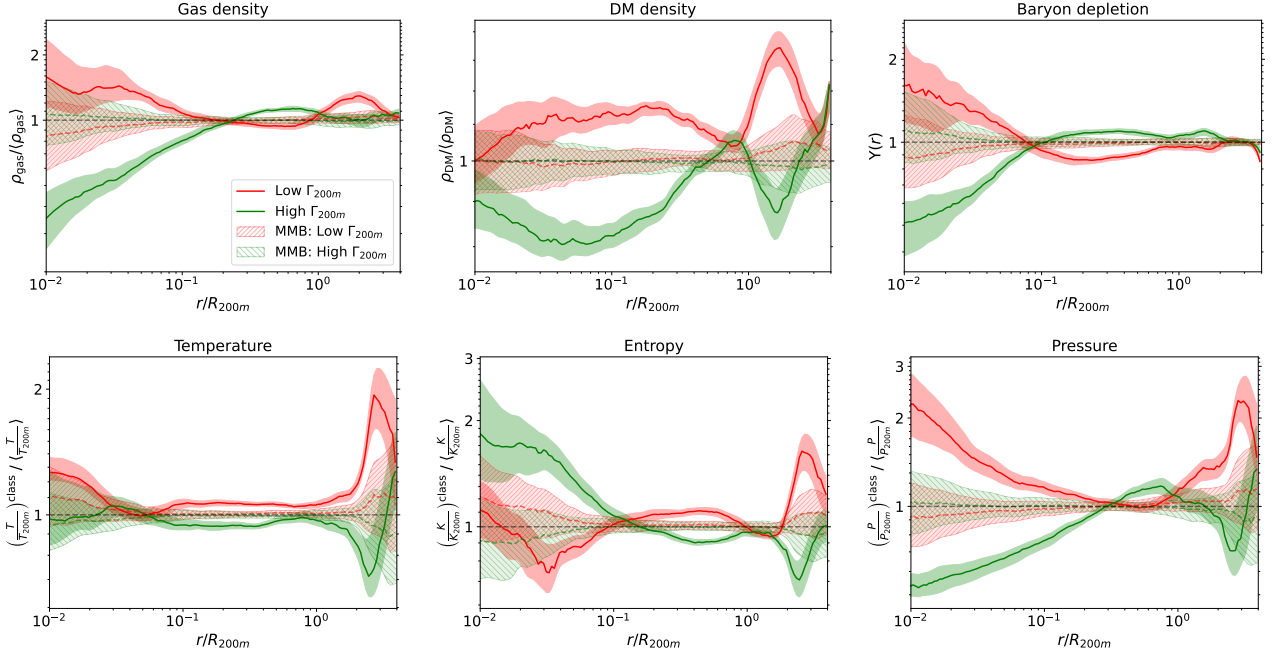 Gas density
ρgas/⟨ρgas⟩
2
1
Low Γ200m
High Γ200m
MMB: Low Γ200m
MMB: High Γ200m
10−2 10−1 100
r/R200m
DM density
ρDM/⟨ρDM⟩
1
10−2 10−1 100
r/R200m
Baryon depletion
Υ(r)
2
1
10−2 10−1 100
r/R200m
Temperature
(T/T200m)class / ⟨T/T200m⟩
2
1
10−2 10−1 100
r/R200m
Entropy
(K/K200m)class / ⟨K/K200m⟩
3
2
1
10−2 10−1 100
r/R200m
Pressure
(P/P200m)class / ⟨P/P200m⟩
3
2
1
10−2 10−1 100
r/R200m